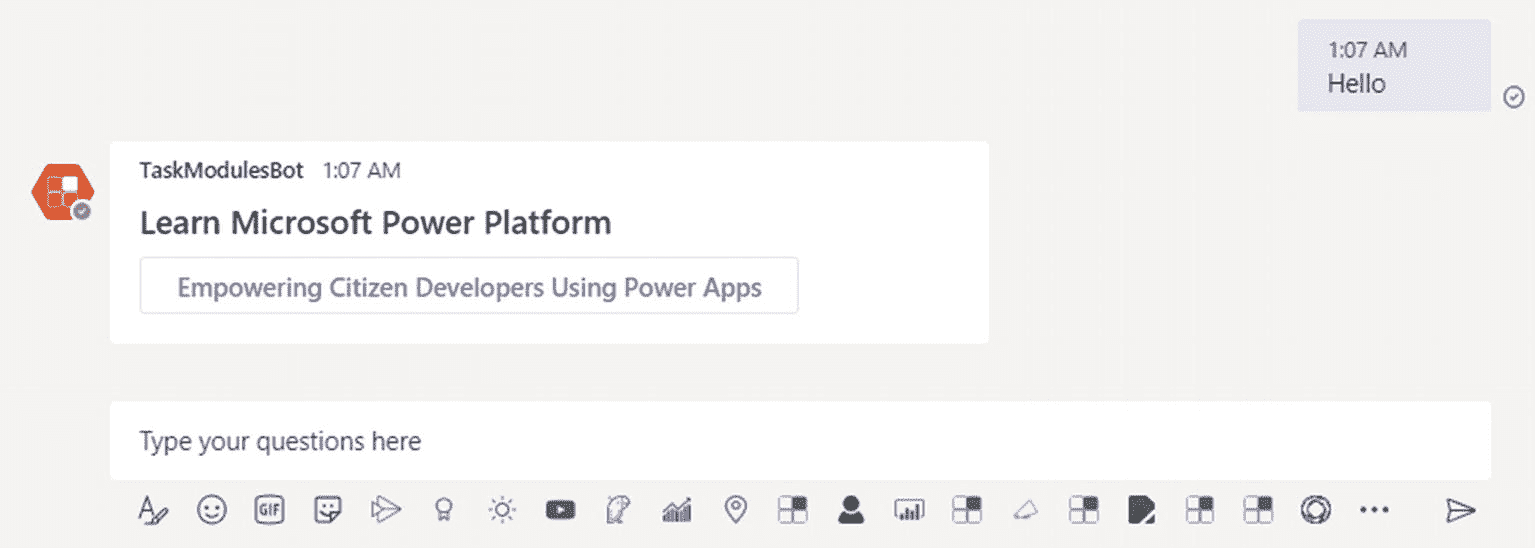 1:07 AM
Hello
TaskModulesBot 1:07 AM
Learn Microsoft Power Platform
Empowering Citizen Developers Using Power Apps
Type your questions here
GIF